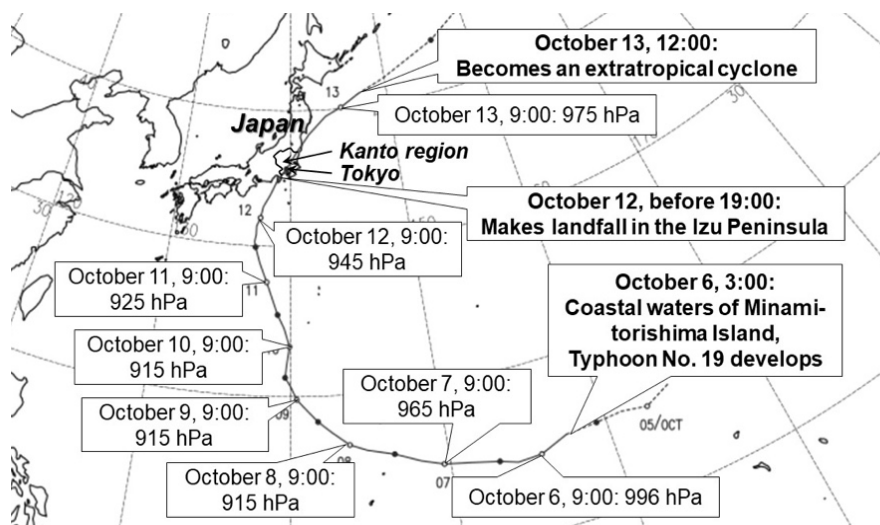 October 13, 12:00:
Becomes an extratropical cyclone
13
October 13, 9:00: 975 hPa
Japan
Kanto region
Tokyo
October 12, before 19:00:
Makes landfall in the Izu Peninsula
12
October 12, 9:00:
945 hPa
October 11, 9:00:
925 hPa
11
October 6, 3:00:
Coastal waters of Minami-
torishima Island,
Typhoon No. 19 develops
October 10, 9:00:
915 hPa
October 7, 9:00:
965 hPa
October 9, 9:00:
915 hPa
09
05/OCT
October 8, 9:00:
915 hPa
08
07
October 6, 9:00: 996 hPa
30
120
30